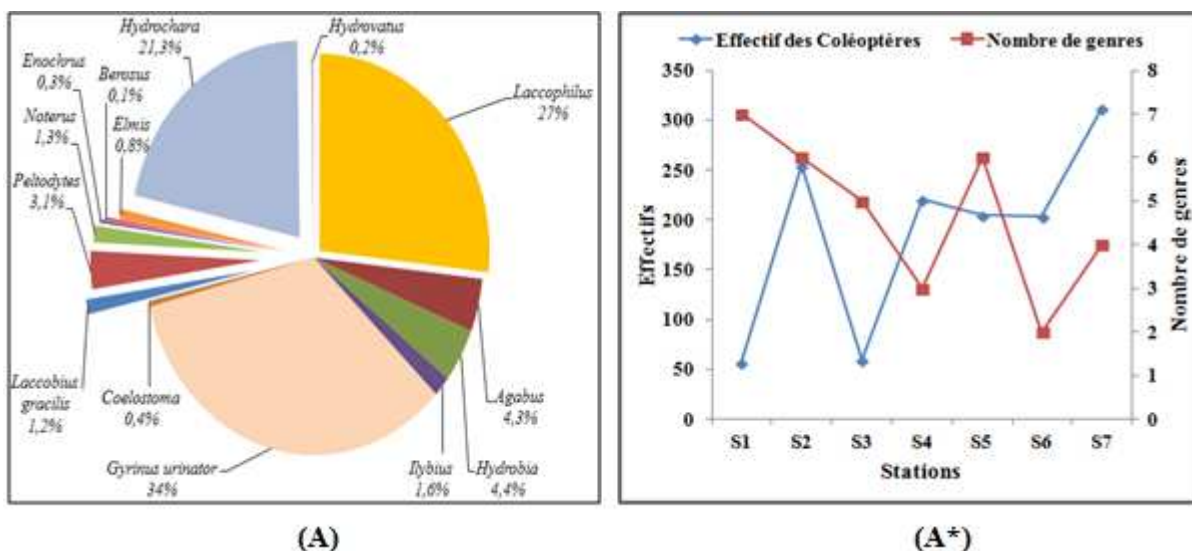 Hydrochara
21,3%
Hydrovatus
0.2%
Enochrus
0,3%
Berosus
0.1%
Laccophilus
27%
Noterus
1,3%
Elmis
0,8%
Peltodytes
3,1%
Laccobius
gracilis
1,2%
Coelostoma
0,4%
Agabus
4,3%
Gyrinus urinator
34%
Ilybius
1,6%
Hydrobia
4,4%
(A)
Effectif des Coléoptères
Nombre de genres
350
300
250
200
150
100
50
0
Effectifs
8
7
6
5
4
3
2
1
0
Nombre de genres
S1 S2 S3 S4 S5 S6 S7
Stations
(A*)